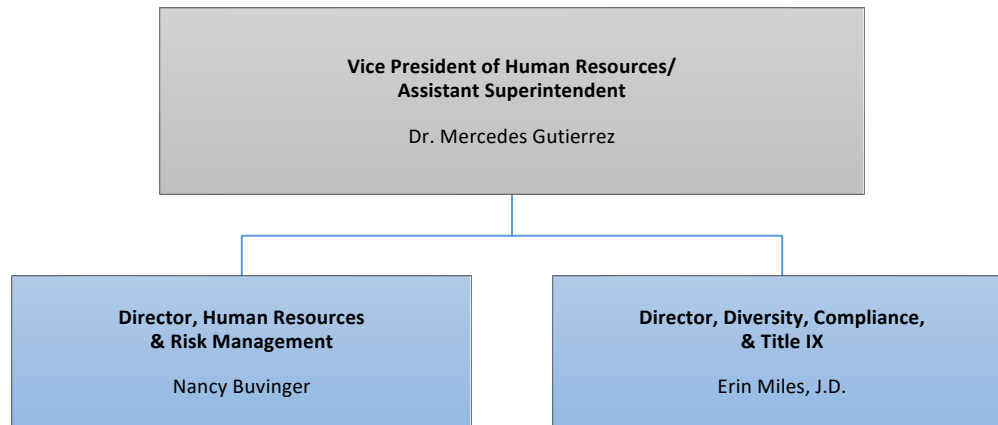 Vice President of Human Resources/
Assistant Superintendent
Dr. Mercedes Gutierrez
Director, Human Resources
& Risk Management
Nancy Buvinger
Director, Diversity, Compliance,
& Title IX
Erin Miles, J.D.